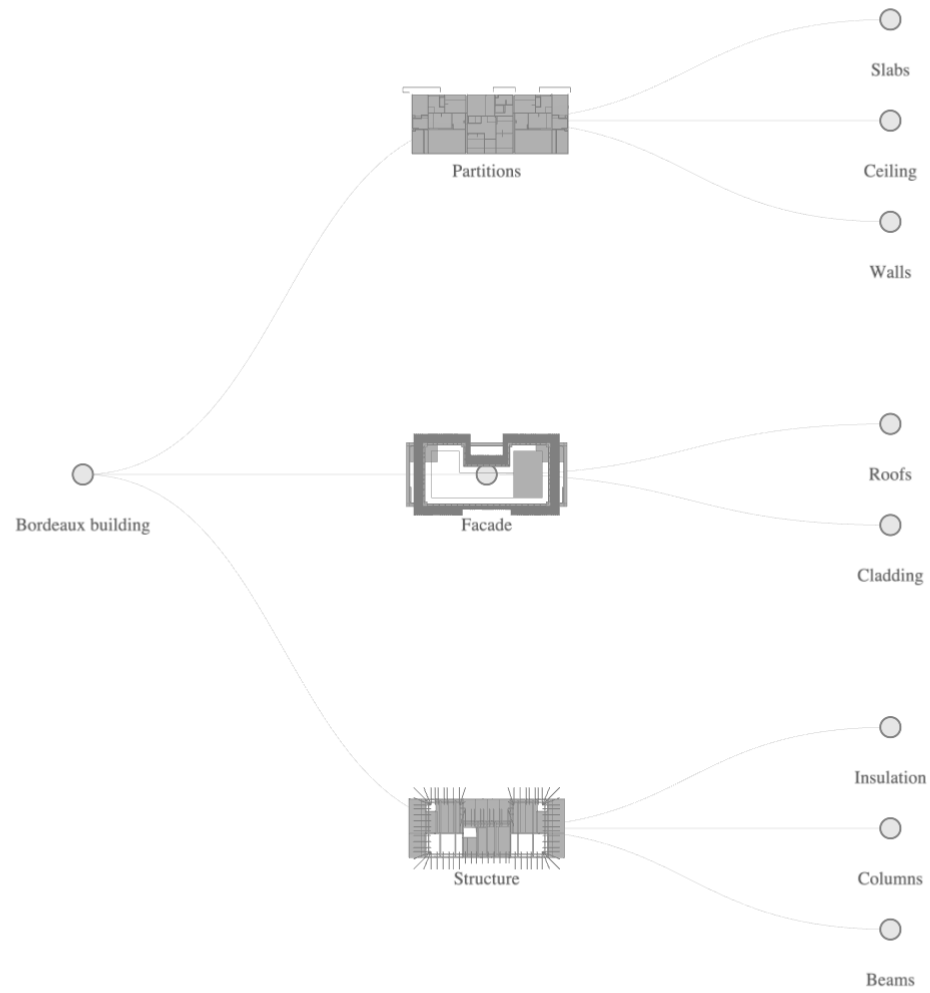 Slabs
Partitions
Ceiling
Walls
Bordeaux building
Facade
Roofs
Cladding
Structure
Insulation
Columns
Beams